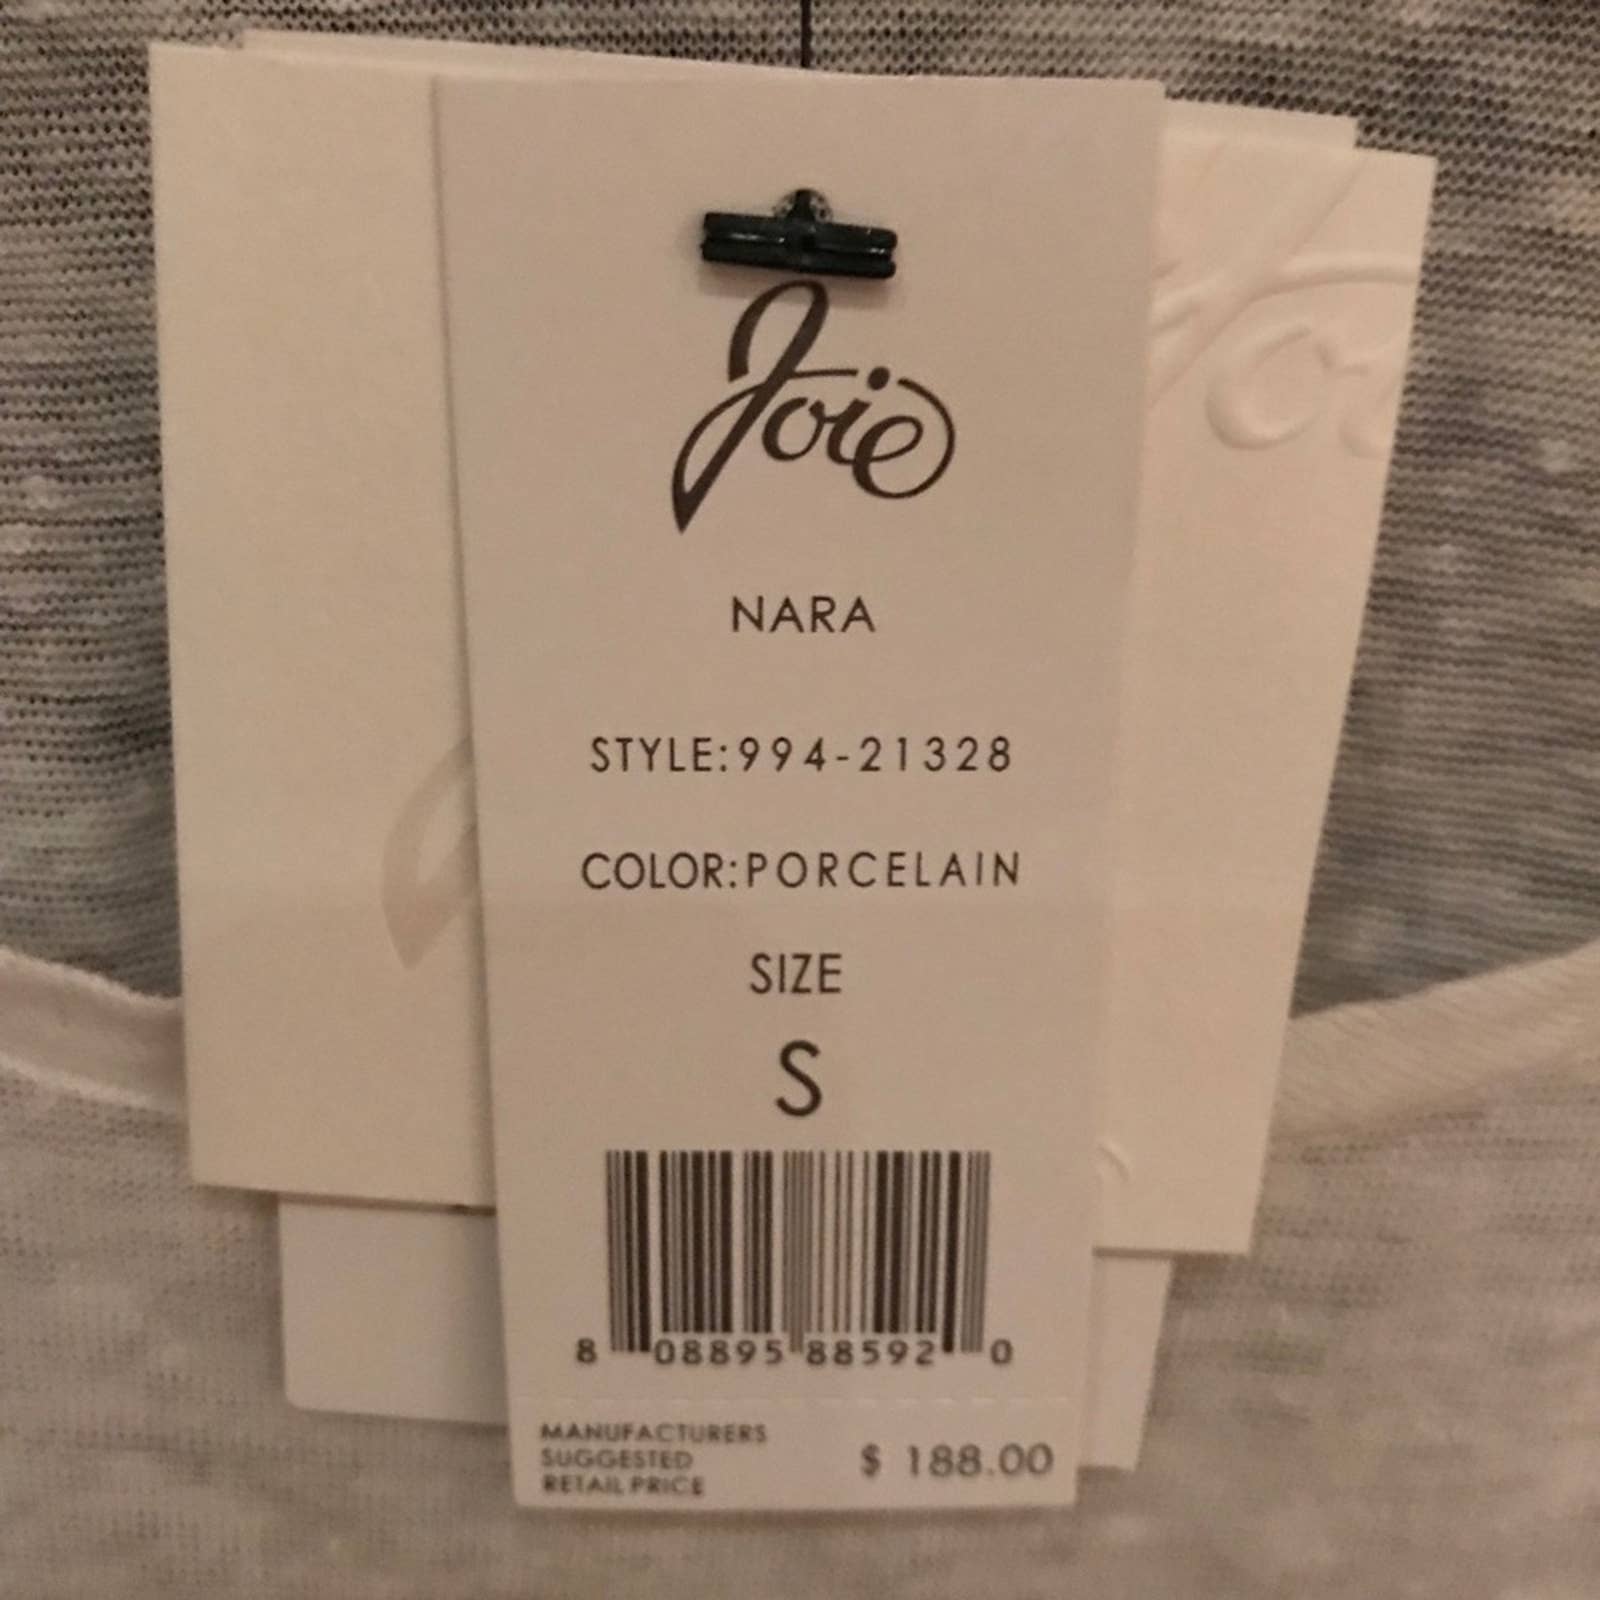 Joie
NARA
STYLE:994-21328
COLOR:PORCELAIN
SIZE
S
8 08895 88592 0
MANUFACTURERS
SUGGESTED
RETAIL PRICE
$ 188.00